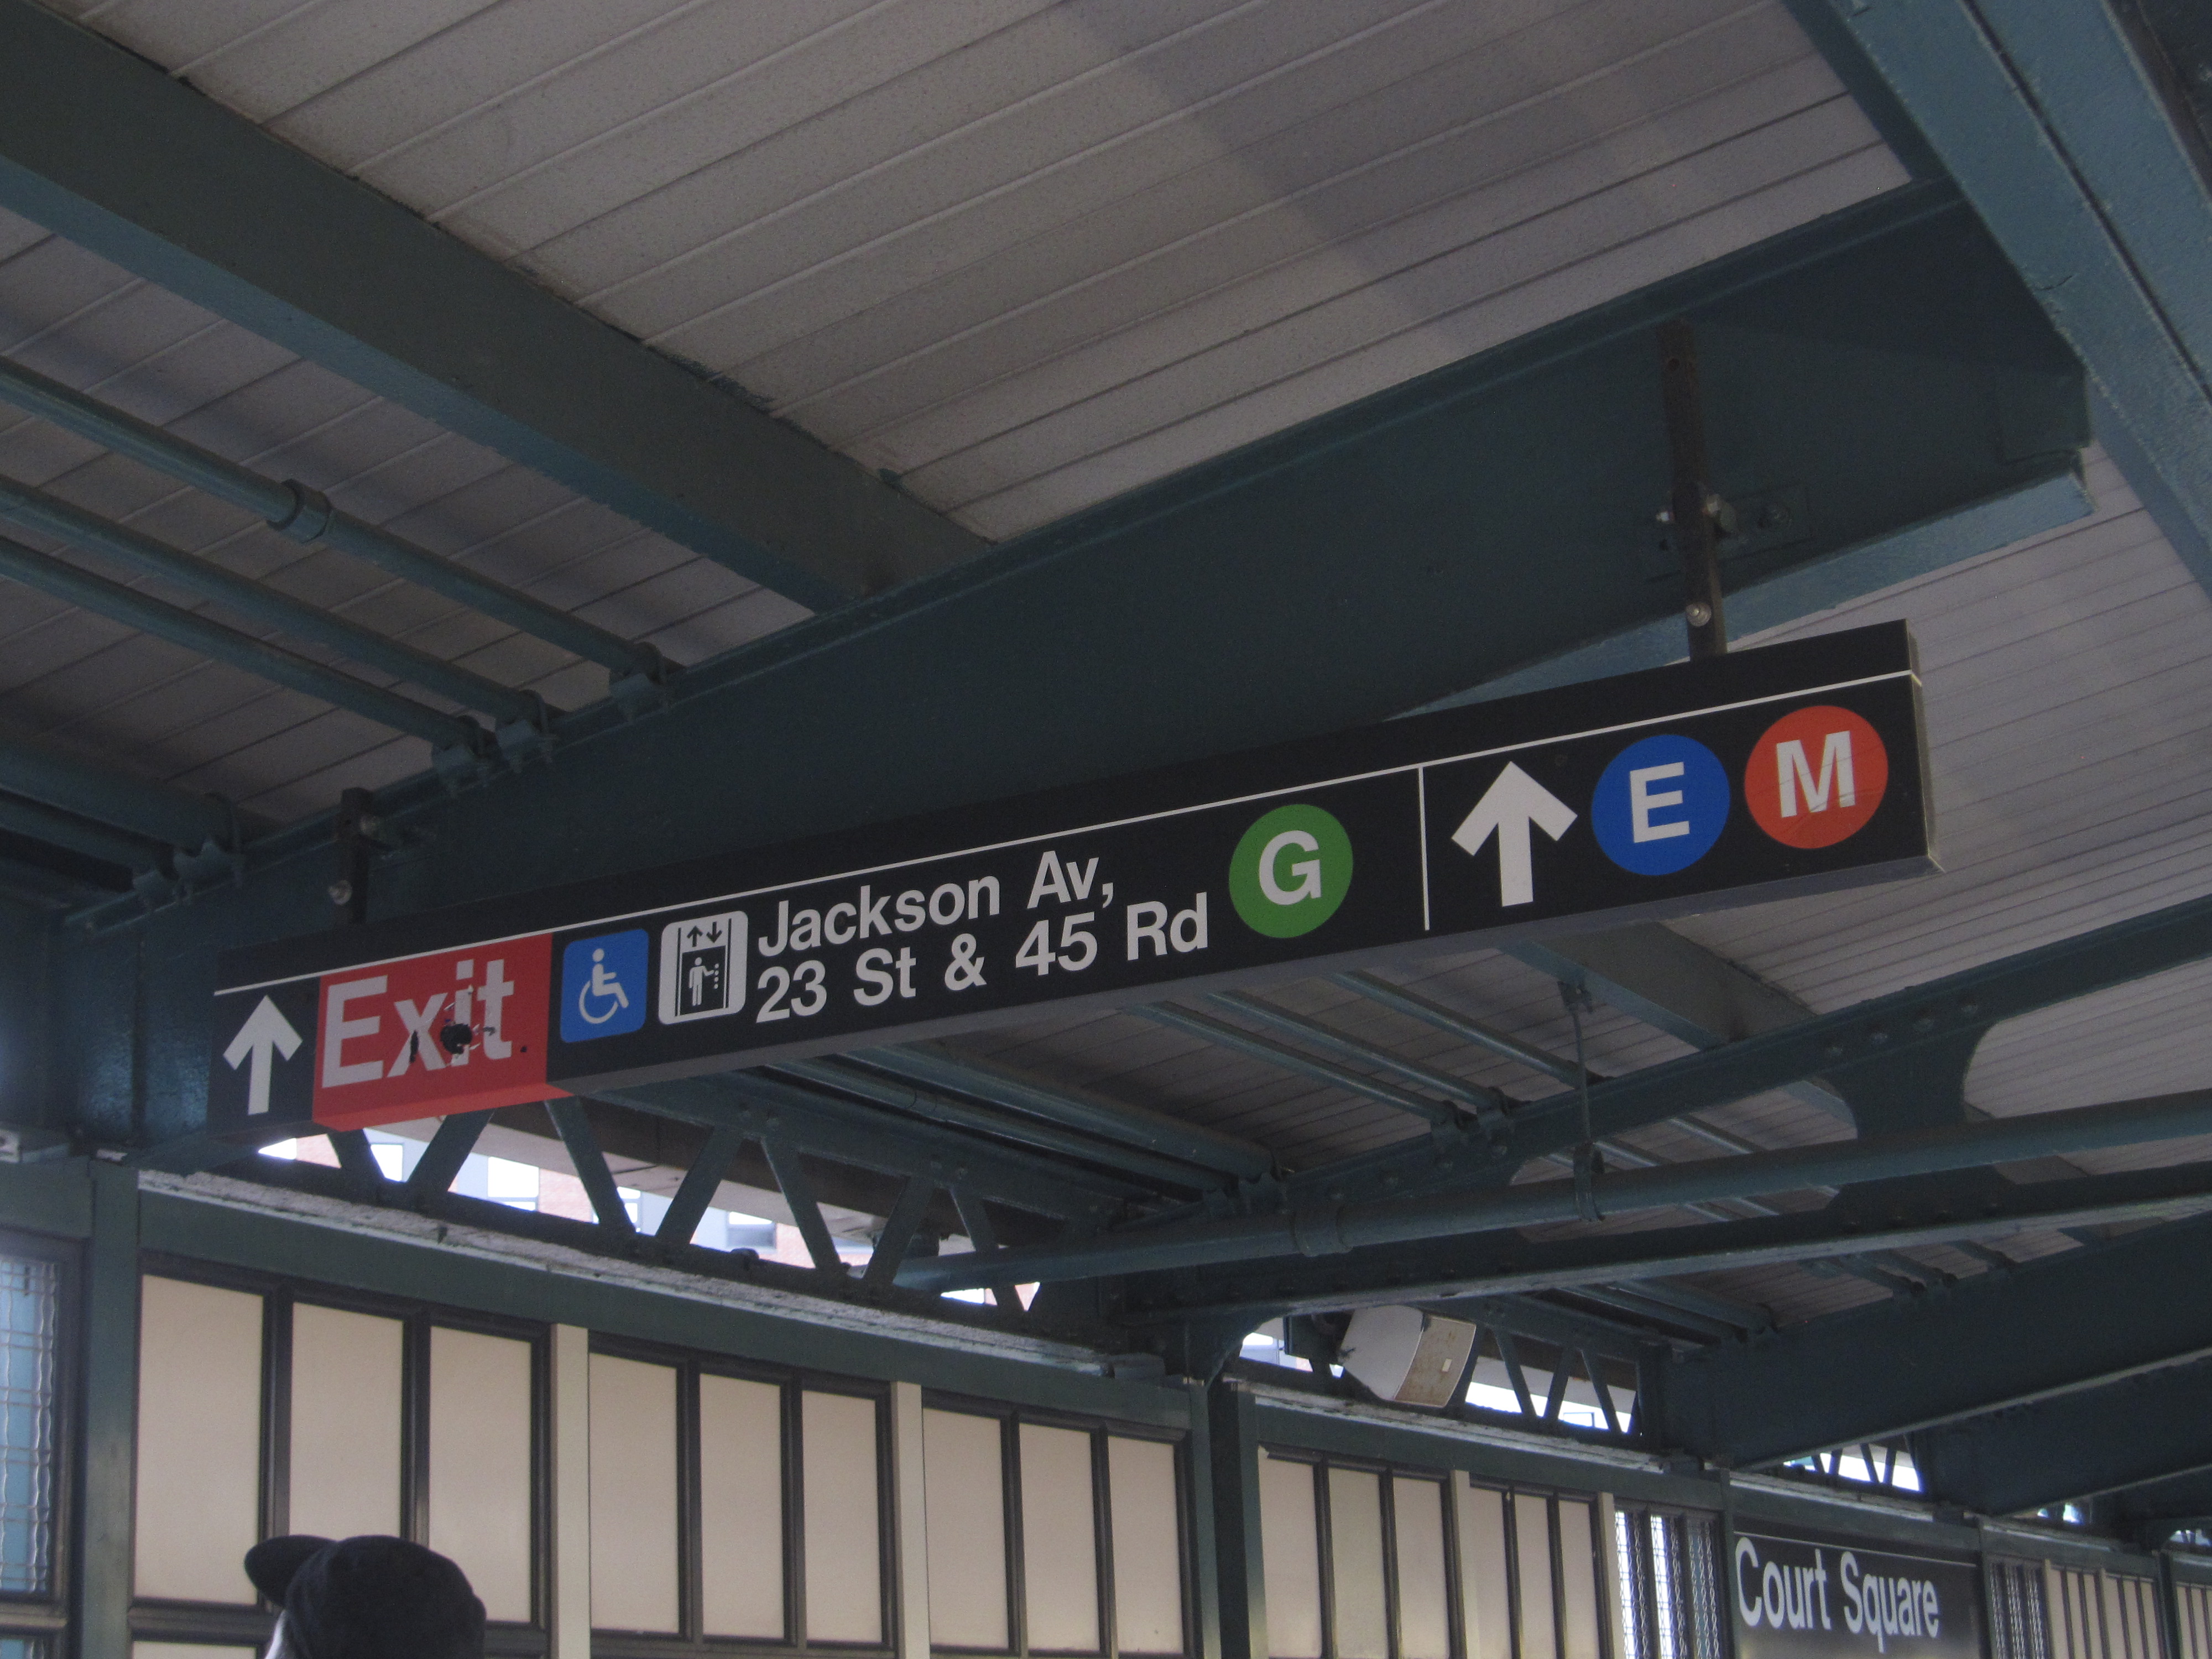 Exit
Jackson Av,
23 St & 45 Rd
G
E M
Court Square